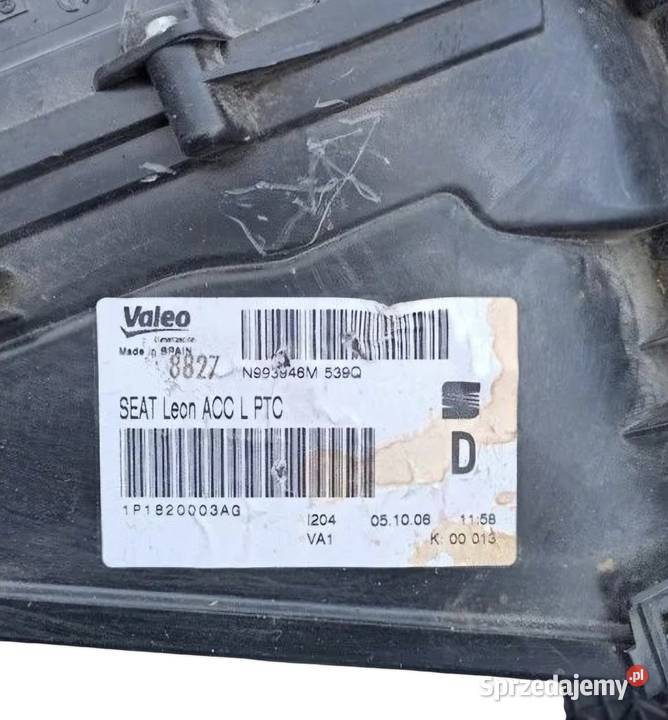 Valeo
Climatización
Made in SPAIN
8827
N993946M 539Q
SEAT Leon ACC L PTC
D
1P1820003AG
I204 05.10.06 11:58
VA1 K: 00 013
Sprzedajemy.pl